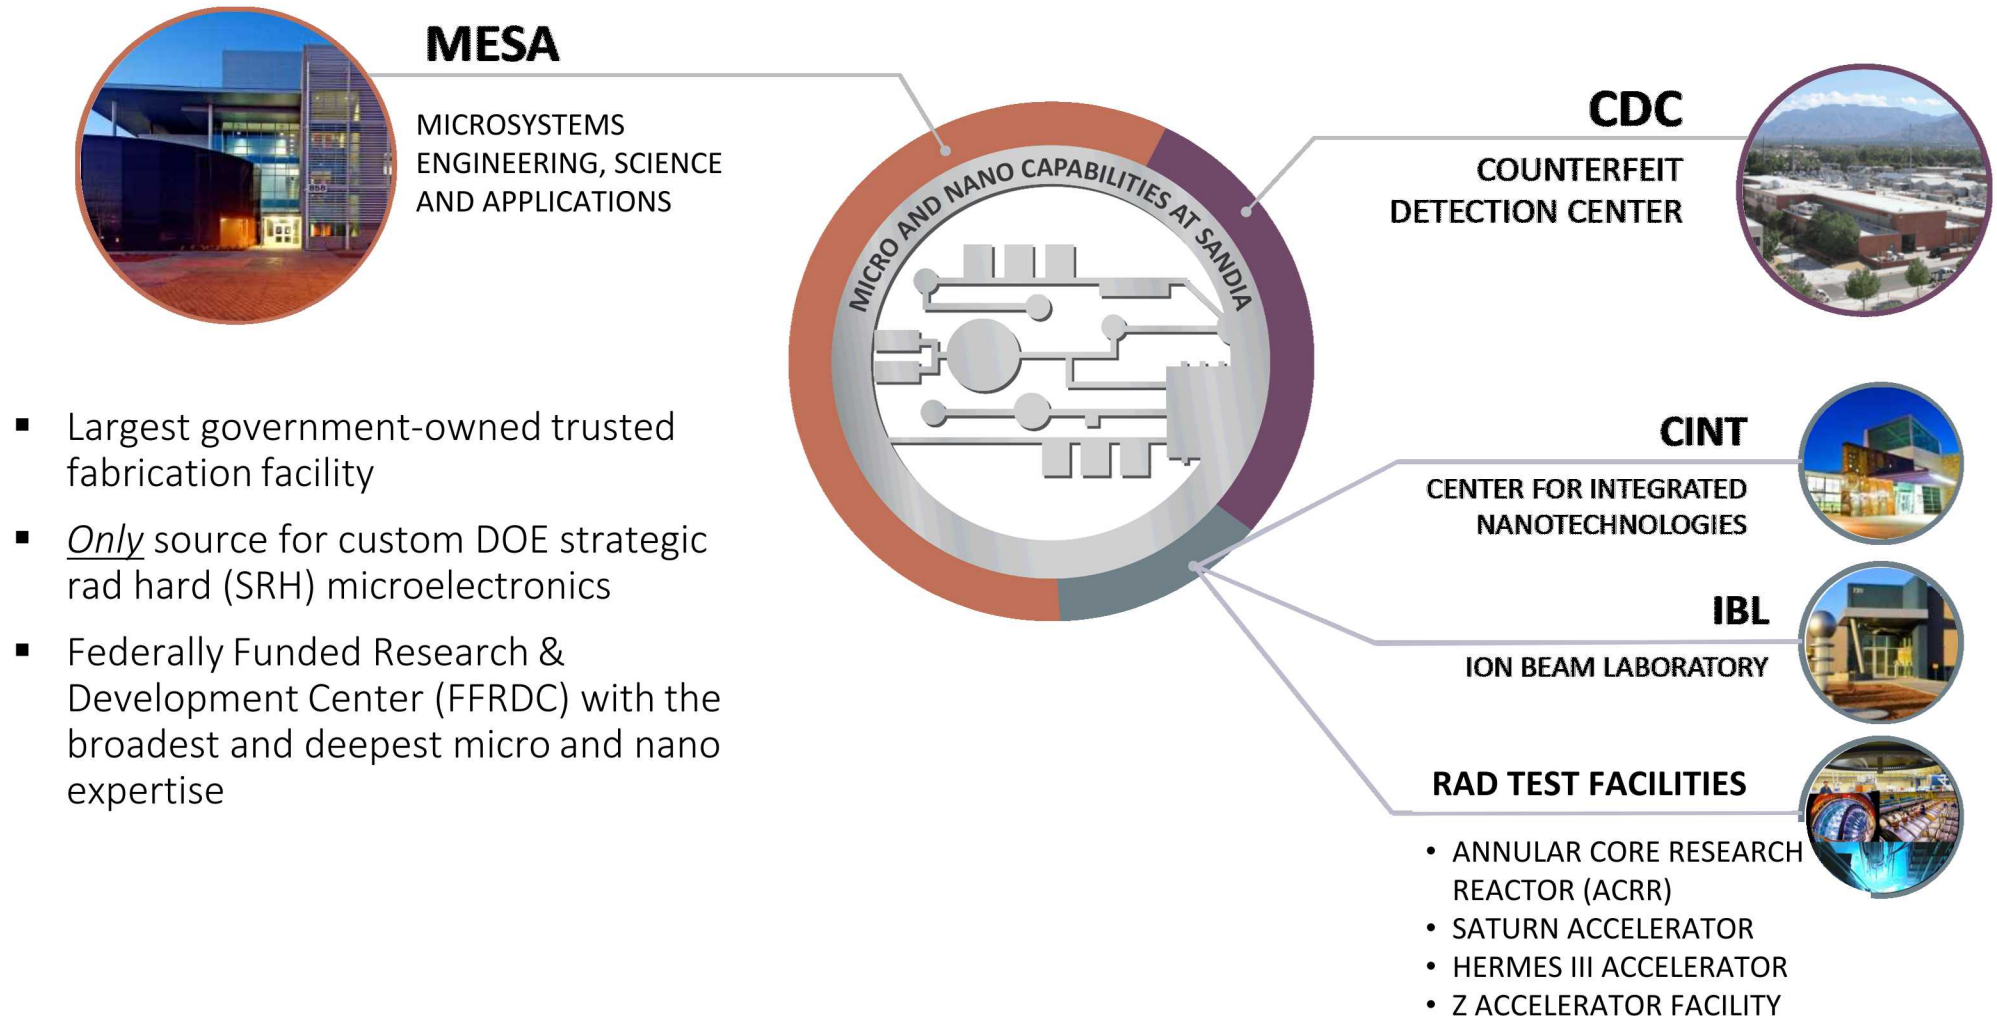 MESA
MICROSYSTEMS
ENGINEERING, SCIENCE
AND APPLICATIONS
▪ Largest government-owned trusted
fabrication facility
▪ Only source for custom DOE strategic
rad hard (SRH) microelectronics
▪ Federally Funded Research &
Development Center (FFRDC) with the
broadest and deepest micro and nano
expertise
MICRO AND NANO CAPABILITIES AT SANDIA
CDC
COUNTERFEIT
DETECTION CENTER
CINT
CENTER FOR INTEGRATED
NANOTECHNOLOGIES
IBL
ION BEAM LABORATORY
RAD TEST FACILITIES
• ANNULAR CORE RESEARCH
REACTOR (ACRR)
• SATURN ACCELERATOR
• HERMES III ACCELERATOR
• Z ACCELERATOR FACILITY
858